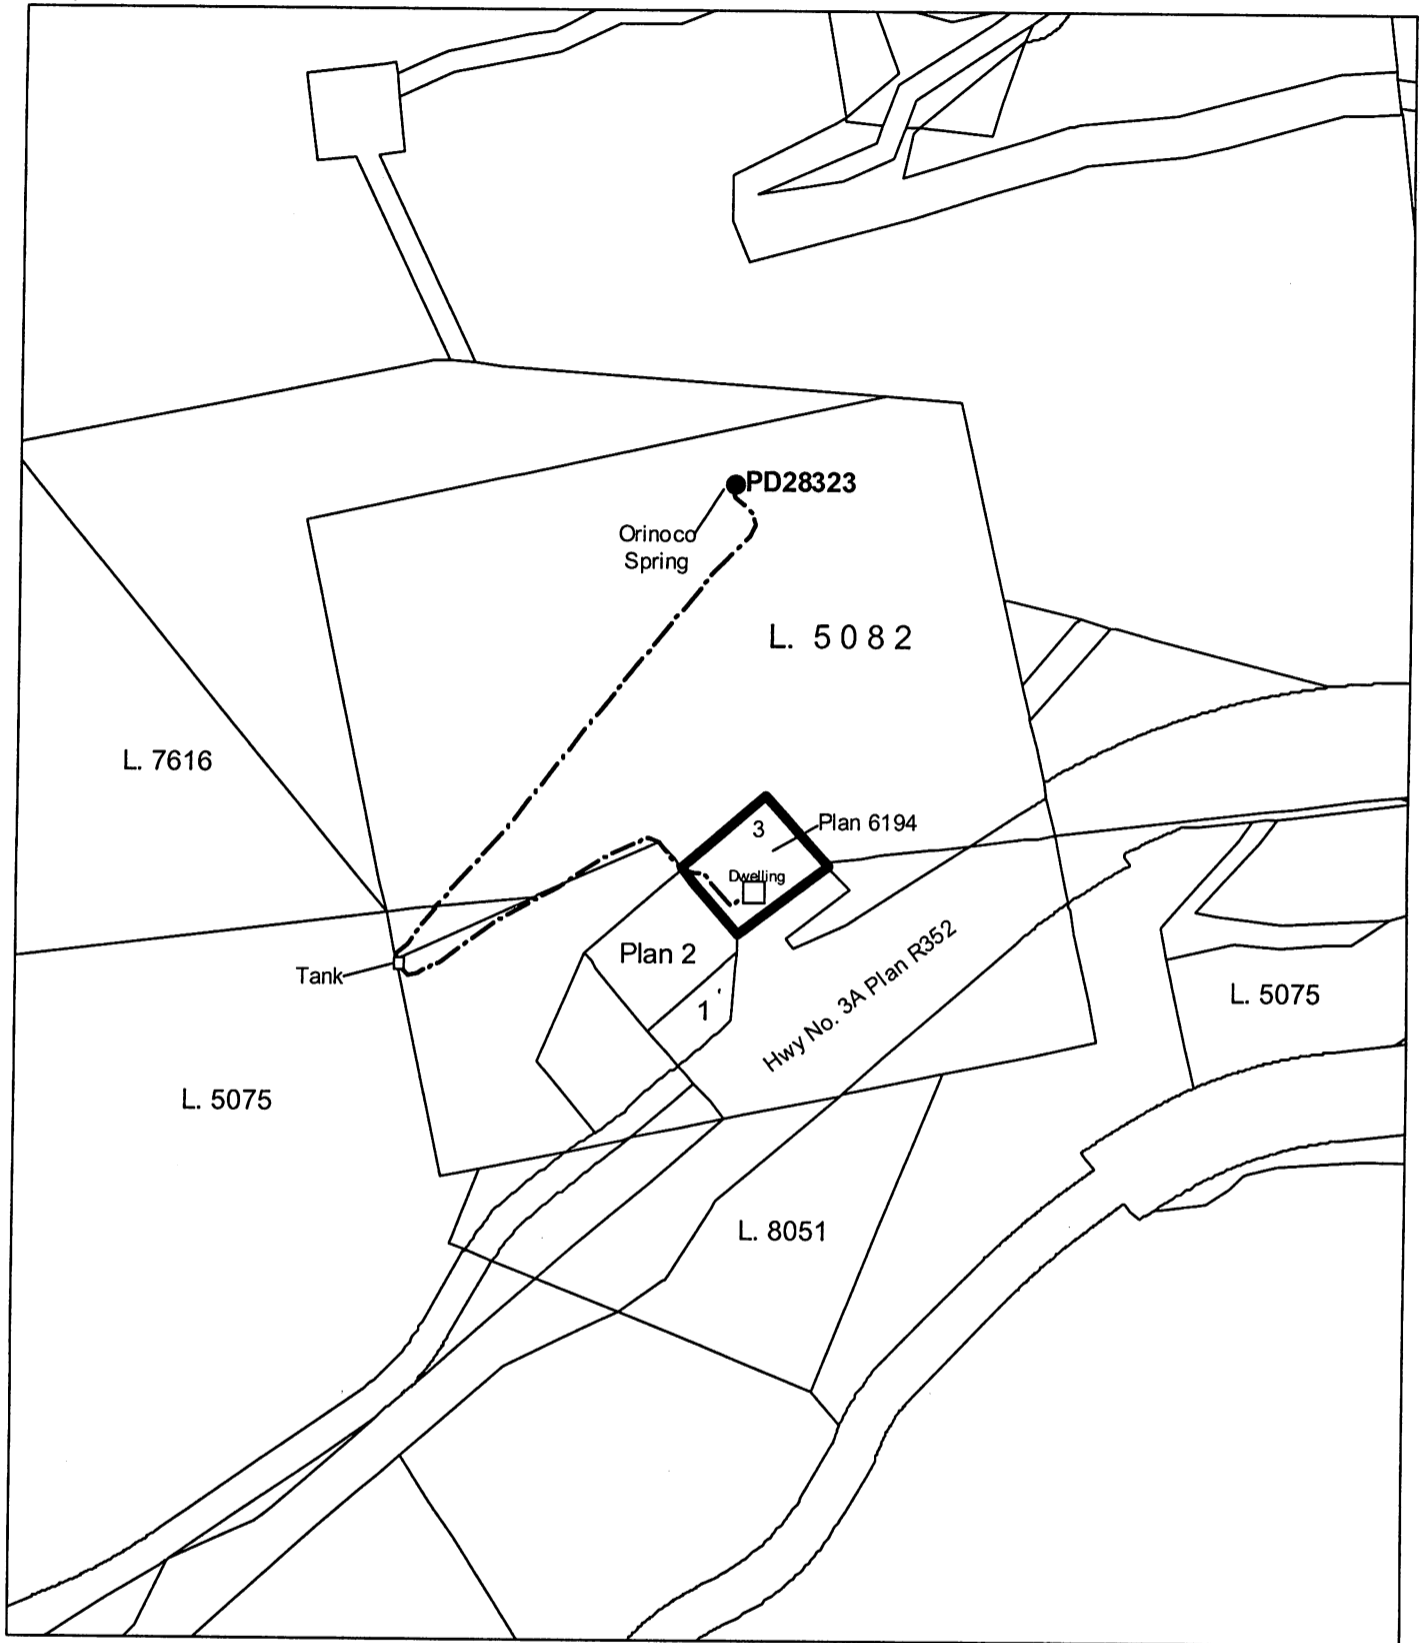 PD28323
Orinoco
Spring
L. 5082
L. 7616
3
Plan 6194
Dwelling
Plan 2
Tank
1
Hwy No. 3A Plan R352
L. 5075
L. 5075
L. 8051